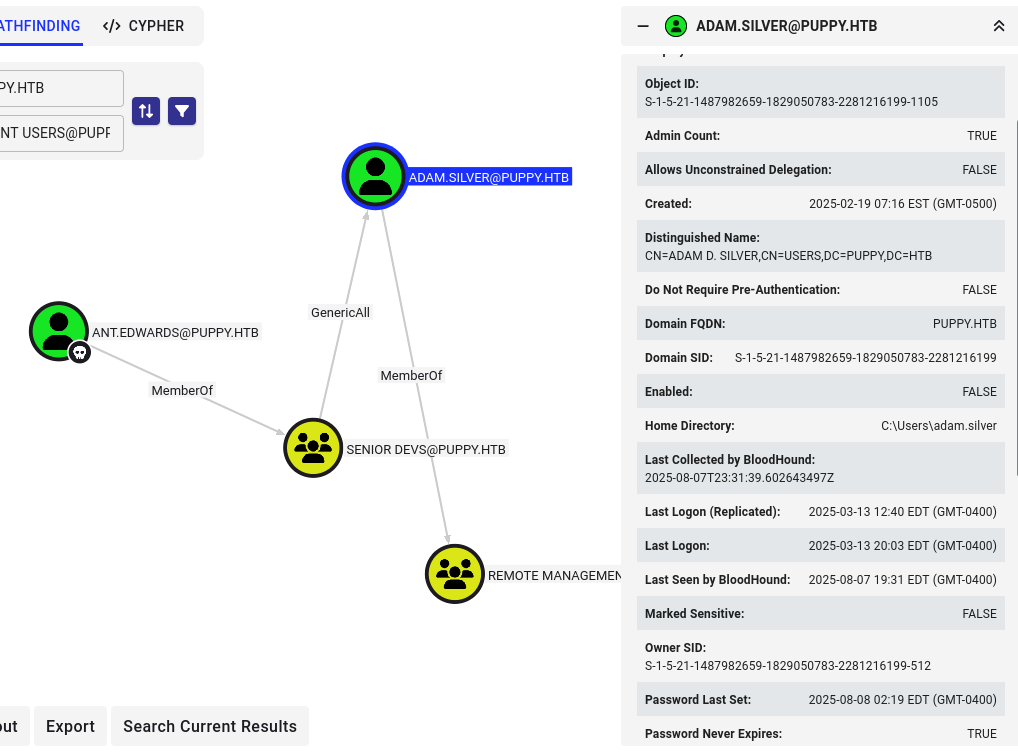 ATHFINDING
</> CYPHER
PY.HTB
NT USERS@PUPF
ADAM.SILVER@PUPPY.HTB
GenericAll
ANT.EDWARDS@PUPPY.HTB
MemberOf
MemberOf
SENIOR DEVS@PUPPY.HTB
REMOTE MANAGEMEN
out
Export
Search Current Results
ADAM.SILVER@PUPPY.HTB
Object ID:
S-1-5-21-1487982659-1829050783-2281216199-1105
Admin Count: TRUE
Allows Unconstrained Delegation: FALSE
Created: 2025-02-19 07:16 EST (GMT-0500)
Distinguished Name:
CN=ADAM D. SILVER,CN=USERS,DC=PUPPY,DC=HTB
Do Not Require Pre-Authentication: FALSE
Domain FQDN: PUPPY.HTB
Domain SID: S-1-5-21-1487982659-1829050783-2281216199
Enabled: FALSE
Home Directory: C:\Users\adam.silver
Last Collected by BloodHound:
2025-08-07T23:31:39.602643497Z
Last Logon (Replicated): 2025-03-13 12:40 EDT (GMT-0400)
Last Logon: 2025-03-13 20:03 EDT (GMT-0400)
Last Seen by BloodHound: 2025-08-07 19:31 EDT (GMT-0400)
Marked Sensitive: FALSE
Owner SID:
S-1-5-21-1487982659-1829050783-2281216199-512
Password Last Set: 2025-08-08 02:19 EDT (GMT-0400)
Password Never Expires: TRUE